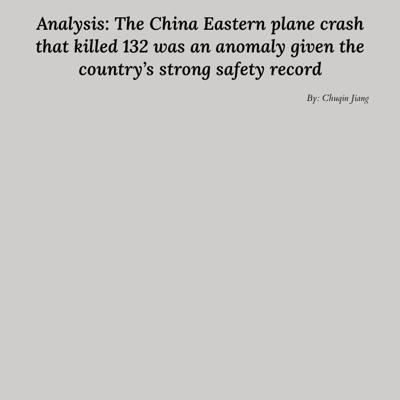 Analysis: The China Eastern plane crash
that killed 132 was an anomaly given the
country’s strong safety record
By: Chuqin Jiang